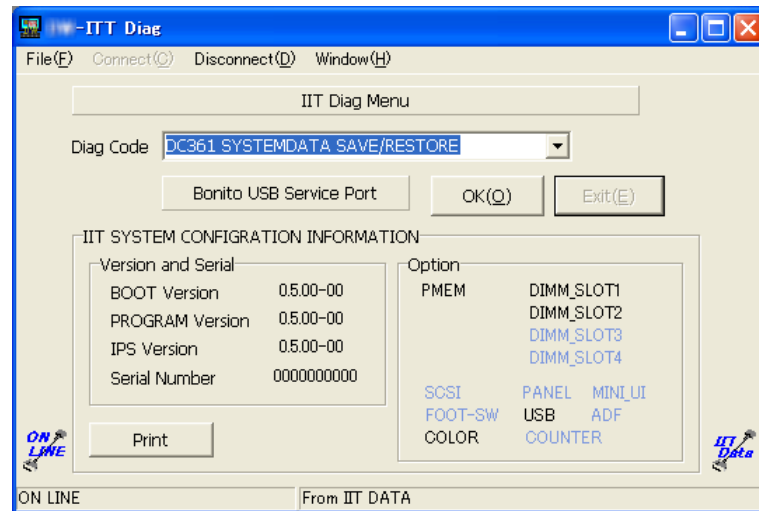 -ITT Diag
File(F) Connect(C) Disconnect(D) Window(H)
IIT Diag Menu
Diag Code DC361 SYSTEMDATA SAVE/RESTORE
Bonito USB Service Port OK(O) Exit(E)
IIT SYSTEM CONFIGRATION INFORMATION
Version and Serial
BOOT Version 0.5.00-00
PROGRAM Version 0.5.00-00
IPS Version 0.5.00-00
Serial Number 0000000000
Option
PMEM DIMM_SLOT1
DIMM_SLOT2
DIMM_SLOT3
DIMM_SLOT4
SCSI PANEL MINI_UI
FOOT-SW USB ADF
COLOR COUNTER
ON LINE
Print
IIT Data
ON LINE From IIT DATA